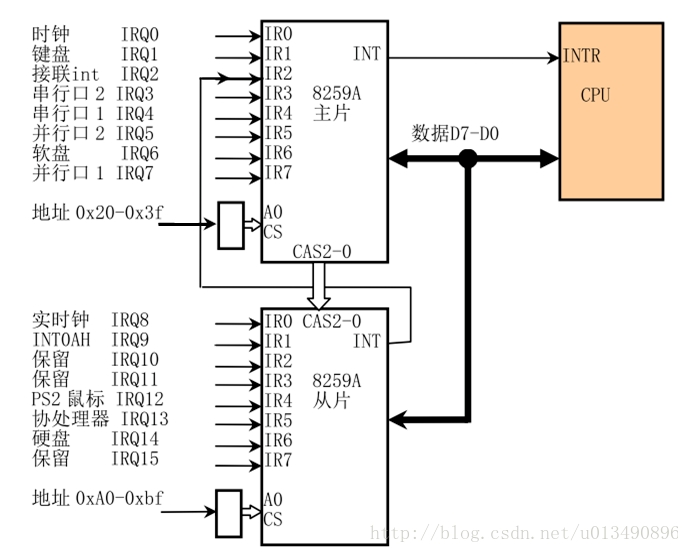 时钟 IRQ0
键盘 IRQ1
接联int IRQ2
串行口 2 IRQ3
串行口 1 IRQ4
并行口 2 IRQ5
软盘 IRQ6
并行口 1 IRQ7
地址 0x20-0x3f
IR0
IR1
IR2
IR3
IR4
IR5
IR6
IR7
A0
CS
INT
8259A
主片
CAS2-0
数据D7-D0
INTR
CPU
实时钟 IRQ8
INT0AH IRQ9
保留 IRQ10
保留 IRQ11
PS2 鼠标 IRQ12
协处理器 IRQ13
硬盘 IRQ14
保留 IRQ15
地址 0xA0-0xbf
IR0 CAS2-0
IR1
IR2
IR3
IR4
IR5
IR6
IR7
A0
CS
INT
8259A
从片
http://blog.csdn.net/u013490896